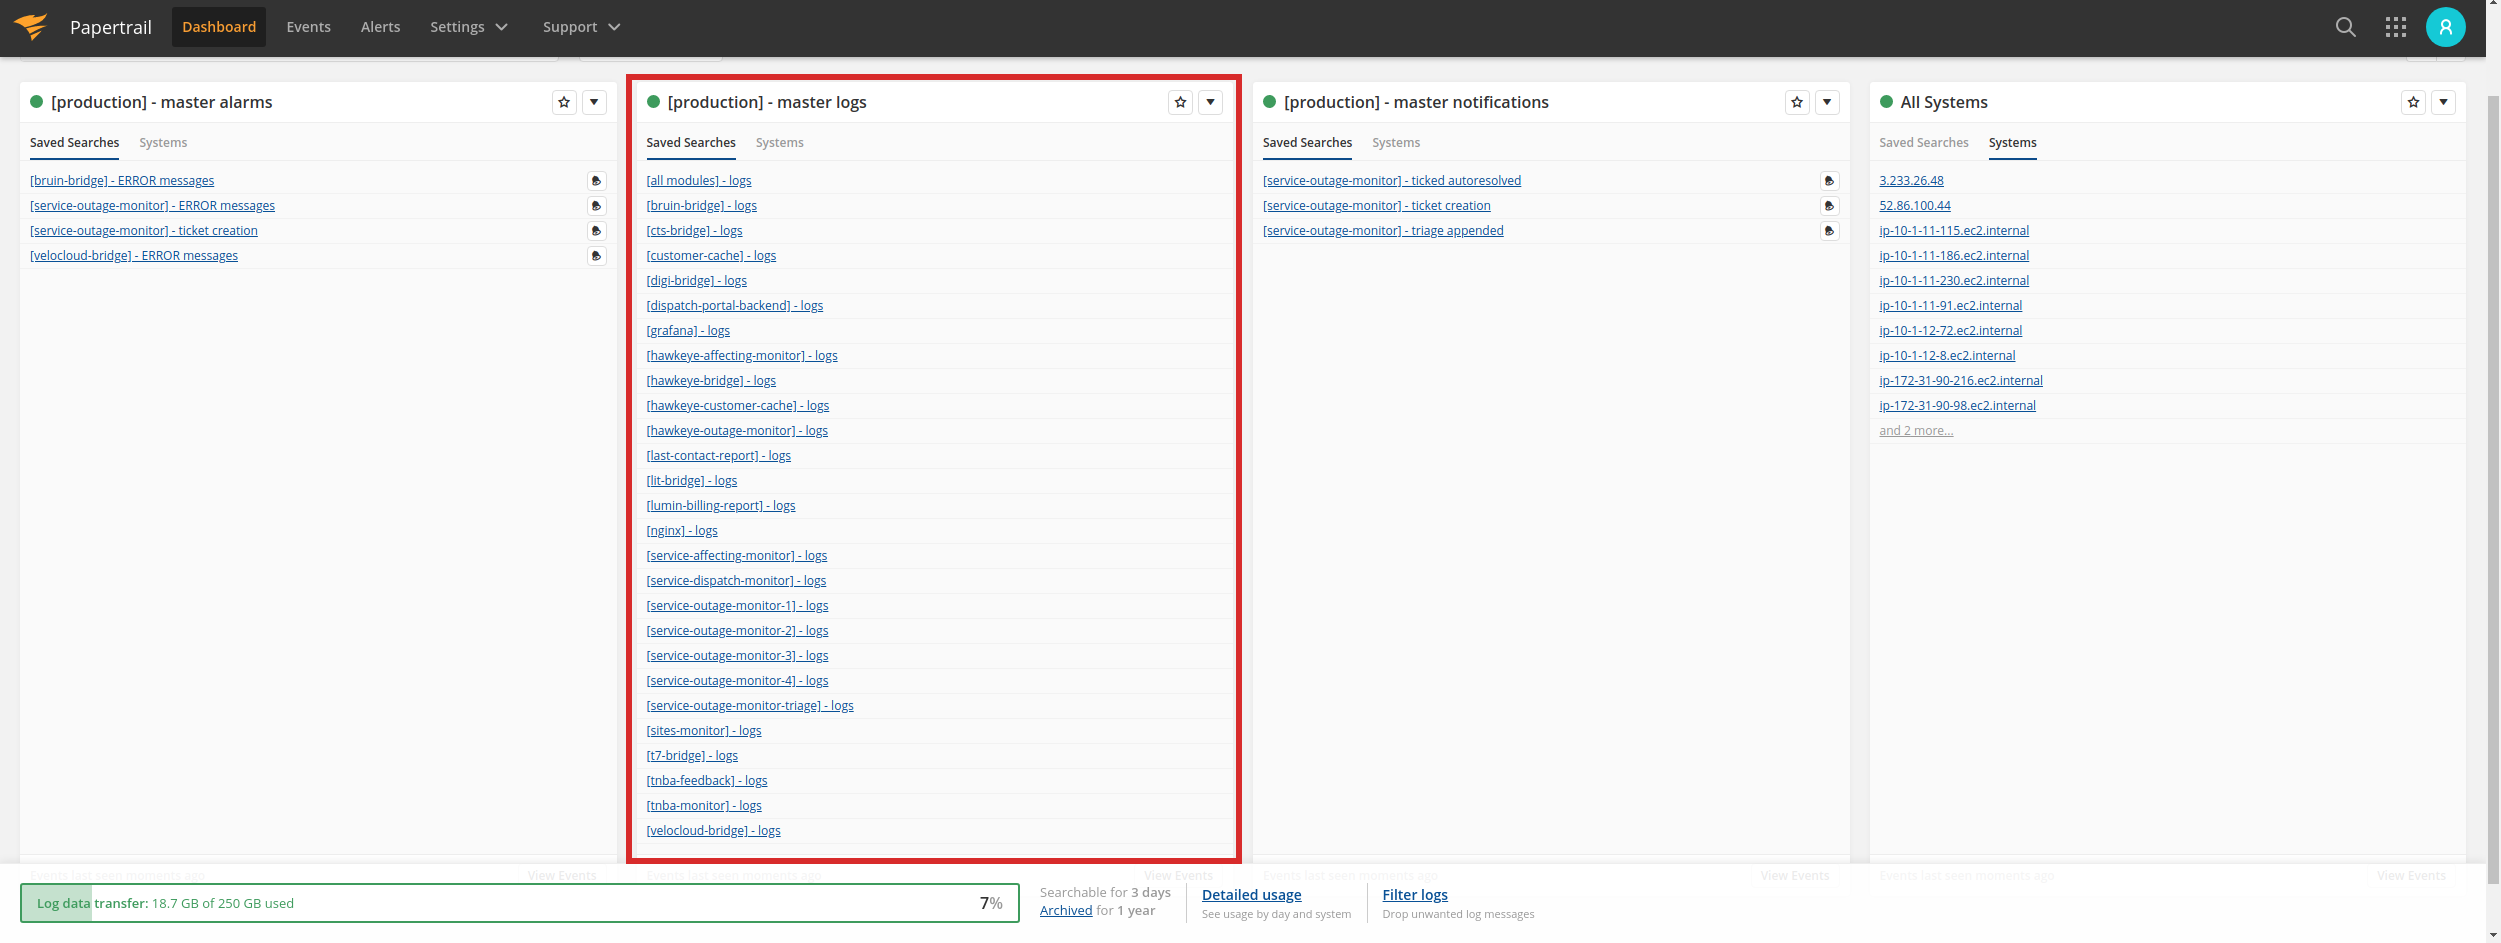 Papertrail Dashboard Events Alerts Settings Support
[production] - master alarms
Saved Searches Systems
[bruin-bridge] - ERROR messages
[service-outage-monitor] - ERROR messages
[service-outage-monitor] - ticket creation
[velocloud-bridge] - ERROR messages
Events last seen moments ago View Events
[production] - master logs
Saved Searches Systems
[all modules] - logs
[bruin-bridge] - logs
[cts-bridge] - logs
[customer-cache] - logs
[digi-bridge] - logs
[dispatch-portal-backend] - logs
[grafana] - logs
[hawkeye-affecting-monitor] - logs
[hawkeye-bridge] - logs
[hawkeye-customer-cache] - logs
[hawkeye-outage-monitor] - logs
[last-contact-report] - logs
[lit-bridge] - logs
[lumin-billing-report] - logs
[nginx] - logs
[service-affecting-monitor] - logs
[service-dispatch-monitor] - logs
[service-outage-monitor-1] - logs
[service-outage-monitor-2] - logs
[service-outage-monitor-3] - logs
[service-outage-monitor-4] - logs
[service-outage-monitor-triage] - logs
[sites-monitor] - logs
[t7-bridge] - logs
[tnba-feedback] - logs
[tnba-monitor] - logs
[velocloud-bridge] - logs
Events last seen moments ago View Events
[production] - master notifications
Saved Searches Systems
[service-outage-monitor] - ticked autoresolved
[service-outage-monitor] - ticket creation
[service-outage-monitor] - triage appended
Events last seen moments ago View Events
All Systems
Saved Searches Systems
3.233.26.48
52.86.100.44
ip-10-1-11-115.ec2.internal
ip-10-1-11-186.ec2.internal
ip-10-1-11-230.ec2.internal
ip-10-1-11-91.ec2.internal
ip-10-1-12-72.ec2.internal
ip-10-1-12-8.ec2.internal
ip-172-31-90-216.ec2.internal
ip-172-31-90-98.ec2.internal
and 2 more...
Events last seen moments ago View Events
Log data transfer: 18.7 GB of 250 GB used 7%
Searchable for 3 days
Archived for 1 year
Detailed usage
See usage by day and system
Filter logs
Drop unwanted log messages